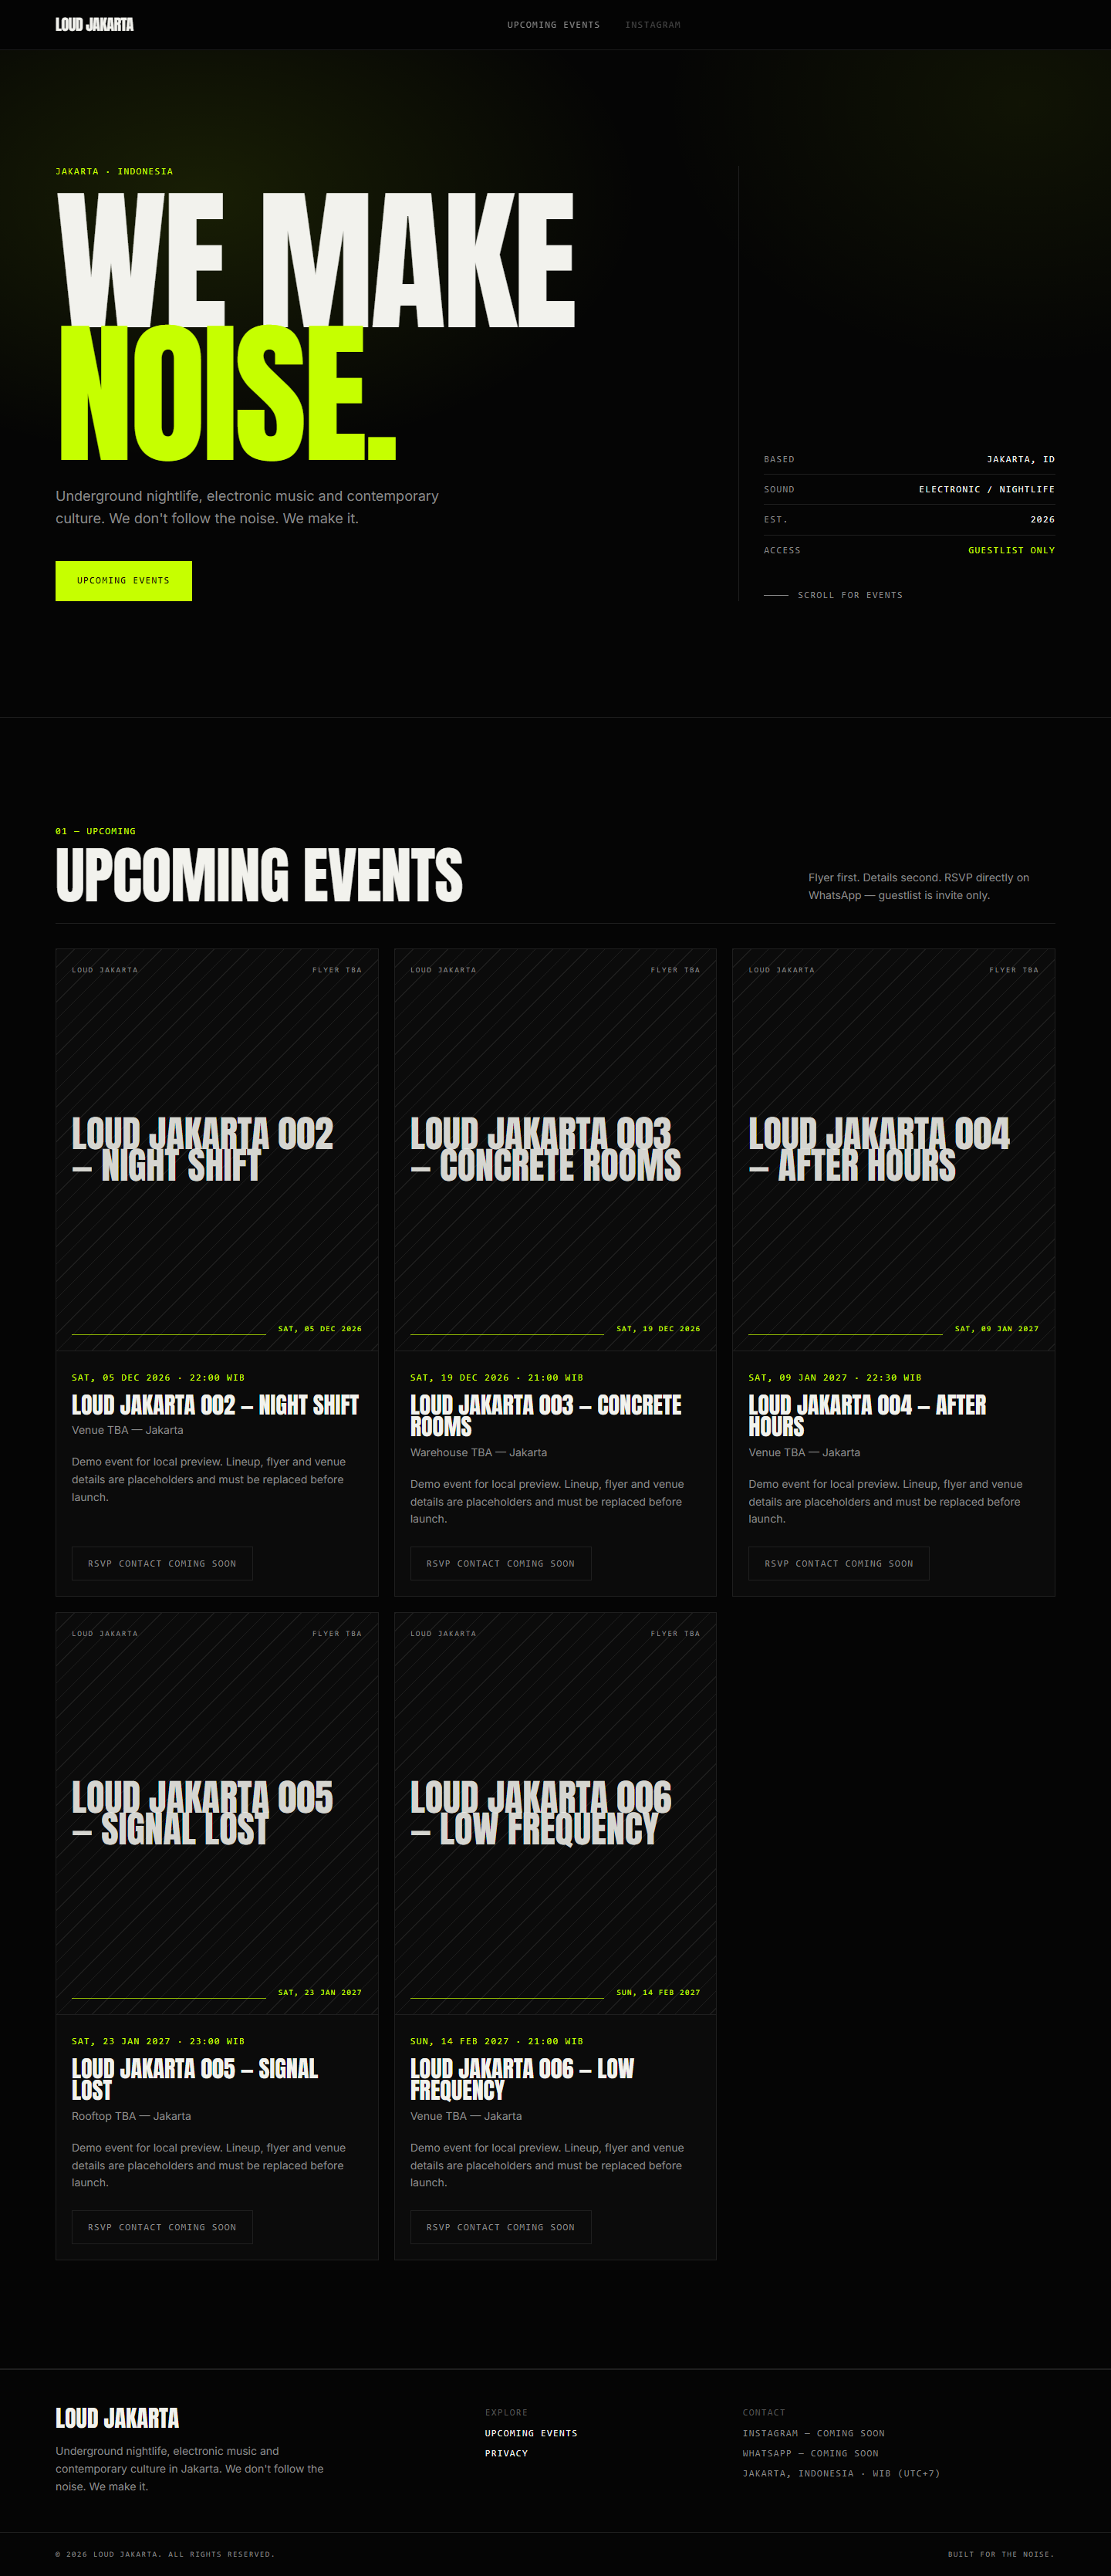 LOUD JAKARTA
UPCOMING EVENTS
INSTAGRAM
JAKARTA · INDONESIA
WE MAKE
NOISE.
Underground nightlife, electronic music and contemporary
culture. We don't follow the noise. We make it.
UPCOMING EVENTS
BASED
JAKARTA, ID
SOUND
ELECTRONIC / NIGHTLIFE
EST.
2026
ACCESS
GUESTLIST ONLY
SCROLL FOR EVENTS
01 — UPCOMING
UPCOMING EVENTS
Flyer first. Details second. RSVP directly on
WhatsApp — guestlist is invite only.
LOUD JAKARTA
FLYER TBA
LOUD JAKARTA 002
— NIGHT SHIFT
SAT, 05 DEC 2026
SAT, 05 DEC 2026 · 22:00 WIB
LOUD JAKARTA 002 — NIGHT SHIFT
Venue TBA — Jakarta
Demo event for local preview. Lineup, flyer and venue
details are placeholders and must be replaced before
launch.
RSVP CONTACT COMING SOON
LOUD JAKARTA
FLYER TBA
LOUD JAKARTA 003
— CONCRETE ROOMS
SAT, 19 DEC 2026
SAT, 19 DEC 2026 · 21:00 WIB
LOUD JAKARTA 003 — CONCRETE
ROOMS
Warehouse TBA — Jakarta
Demo event for local preview. Lineup, flyer and venue
details are placeholders and must be replaced before
launch.
RSVP CONTACT COMING SOON
LOUD JAKARTA
FLYER TBA
LOUD JAKARTA 004
— AFTER HOURS
SAT, 09 JAN 2027
SAT, 09 JAN 2027 · 22:30 WIB
LOUD JAKARTA 004 — AFTER
HOURS
Venue TBA — Jakarta
Demo event for local preview. Lineup, flyer and venue
details are placeholders and must be replaced before
launch.
RSVP CONTACT COMING SOON
LOUD JAKARTA
FLYER TBA
LOUD JAKARTA 005
— SIGNAL LOST
SAT, 23 JAN 2027
SAT, 23 JAN 2027 · 23:00 WIB
LOUD JAKARTA 005 — SIGNAL
LOST
Rooftop TBA — Jakarta
Demo event for local preview. Lineup, flyer and venue
details are placeholders and must be replaced before
launch.
RSVP CONTACT COMING SOON
LOUD JAKARTA
FLYER TBA
LOUD JAKARTA 006
— LOW FREQUENCY
SUN, 14 FEB 2027
SUN, 14 FEB 2027 · 21:00 WIB
LOUD JAKARTA 006 — LOW
FREQUENCY
Venue TBA — Jakarta
Demo event for local preview. Lineup, flyer and venue
details are placeholders and must be replaced before
launch.
RSVP CONTACT COMING SOON
LOUD JAKARTA
Underground nightlife, electronic music and
contemporary culture in Jakarta. We don't follow the
noise. We make it.
EXPLORE
UPCOMING EVENTS
PRIVACY
CONTACT
INSTAGRAM — COMING SOON
WHATSAPP — COMING SOON
JAKARTA, INDONESIA · WIB (UTC+7)
© 2026 LOUD JAKARTA. ALL RIGHTS RESERVED.
BUILT FOR THE NOISE.